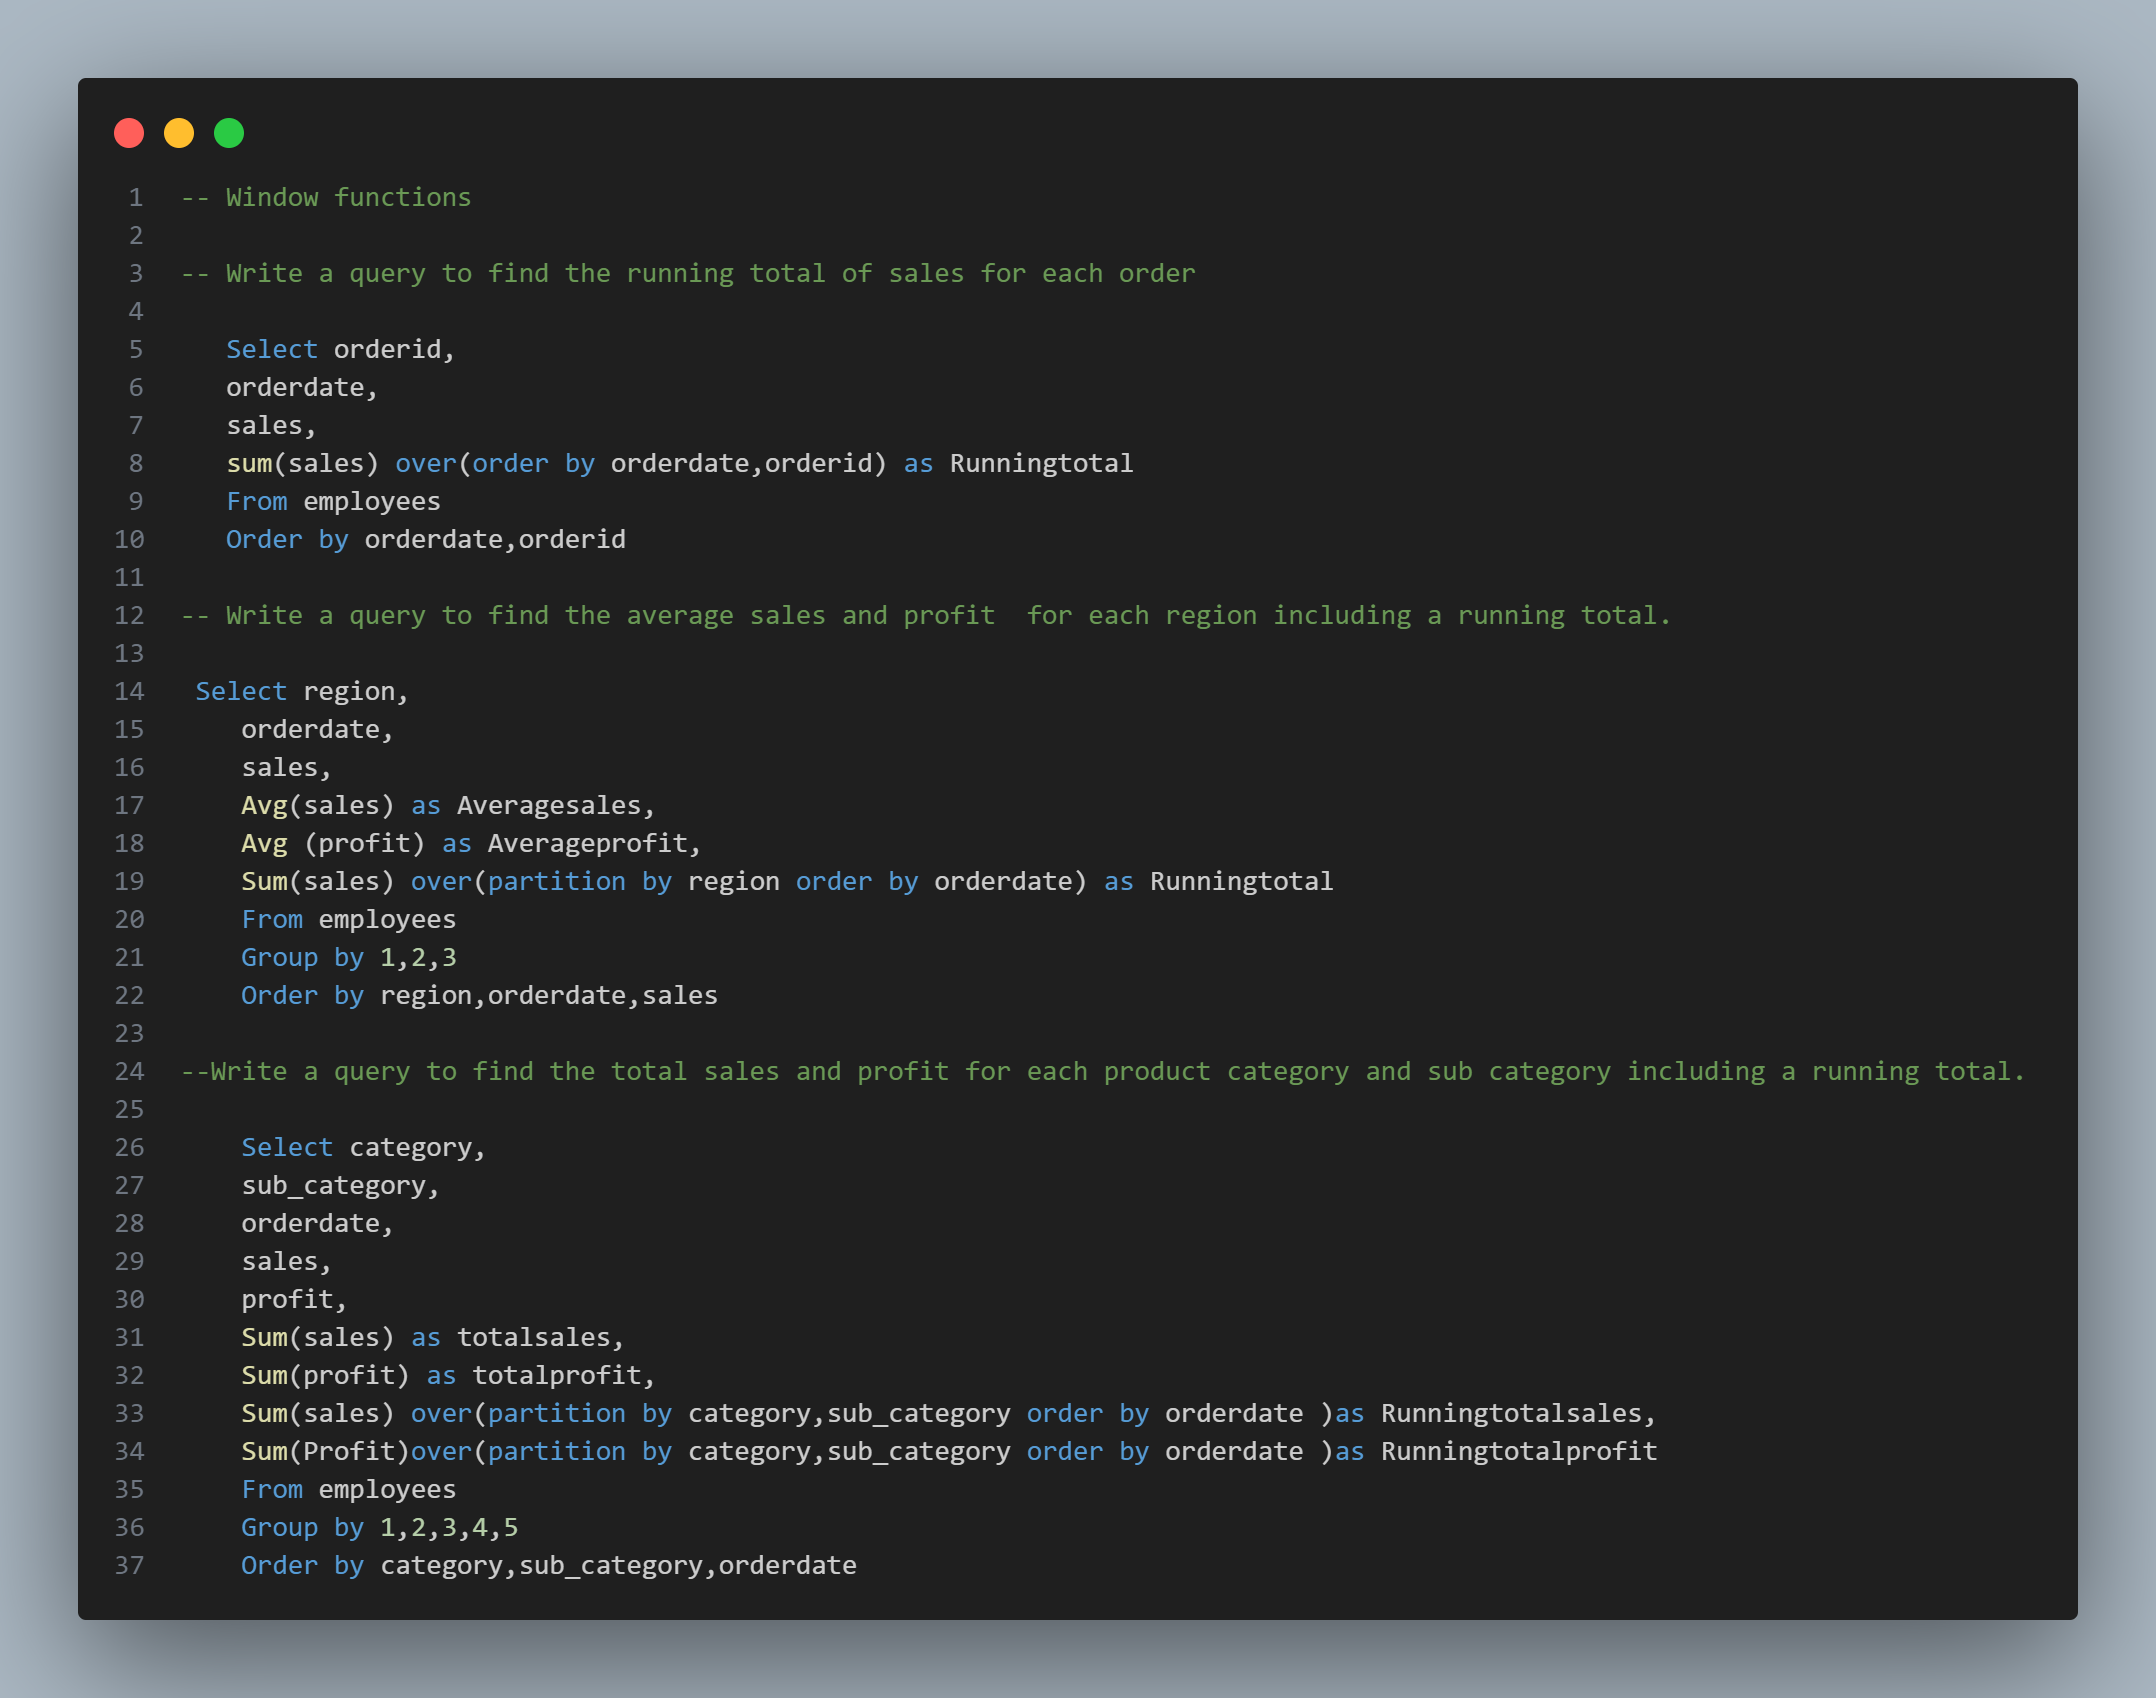 1 -- Window functions
2
3 -- Write a query to find the running total of sales for each order
4
5 Select orderid,
6 orderdate,
7 sales,
8 sum(sales) over(order by orderdate,orderid) as Runningtotal
9 From employees
10 Order by orderdate,orderid
11
12 -- Write a query to find the average sales and profit  for each region including a running total.
13
14 Select region,
15 orderdate,
16 sales,
17 Avg(sales) as Averagesales,
18 Avg (profit) as Averageprofit,
19 Sum(sales) over(partition by region order by orderdate) as Runningtotal
20 From employees
21 Group by 1,2,3
22 Order by region,orderdate,sales
23
24 --Write a query to find the total sales and profit for each product category and sub category including a running total.
25
26 Select category,
27 sub_category,
28 orderdate,
29 sales,
30 profit,
31 Sum(sales) as totalsales,
32 Sum(profit) as totalprofit,
33 Sum(sales) over(partition by category,sub_category order by orderdate )as Runningtotalsales,
34 Sum(Profit)over(partition by category,sub_category order by orderdate )as Runningtotalprofit
35 From employees
36 Group by 1,2,3,4,5
37 Order by category,sub_category,orderdate